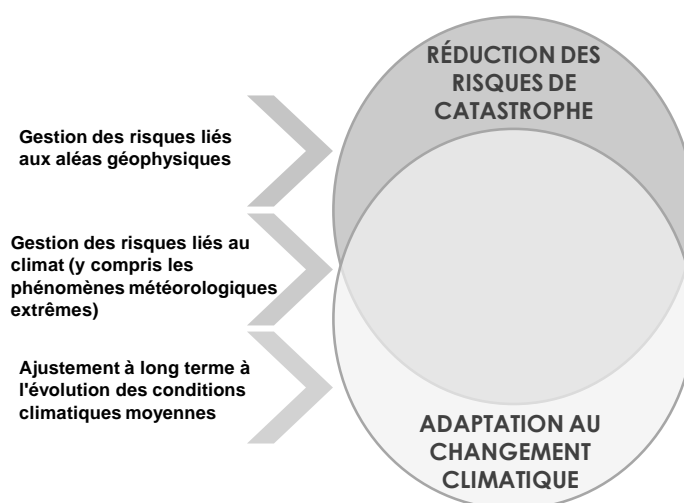 RÉDUCTION DES
RISQUES DE
CATASTROPHE
Gestion des risques liés
aux aléas géophysiques
Gestion des risques liés au
climat (y compris les
phénomènes météorologiques
extrêmes)
Ajustement à long terme à
l'évolution des conditions
climatiques moyennes
ADAPTATION AU
CHANGEMENT
CLIMATIQUE